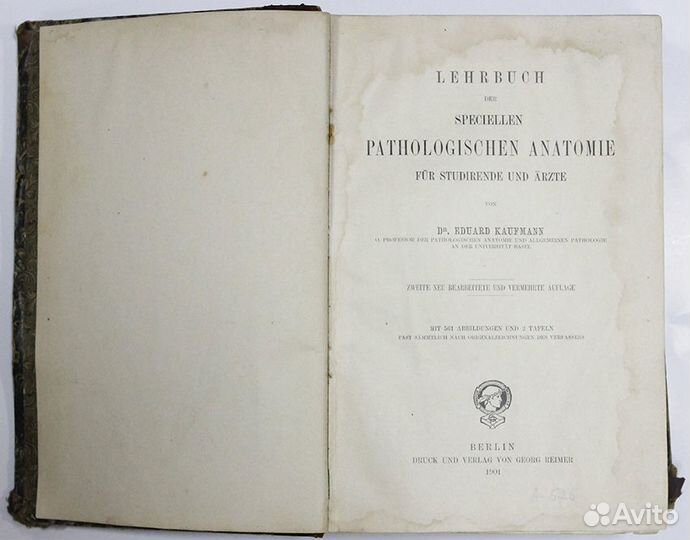 LEHRBUCH
DER
SPECIELLEN
PATHOLOGISCHEN ANATOMIE
FÜR STUDIRENDE UND ÄRZTE
VON
DR. EDUARD KAUFMANN
O. PROFESSOR DER PATHOLOGISCHEN ANATOMIE UND ALLGEMEINEN PATHOLOGIE
AN DER UNIVERSITÄT BASEL
ZWEITE NEU BEARBEITETE UND VERMEHRTE AUFLAGE
MIT 561 ABBILDUNGEN UND 2 TAFELN
FAST SÄMMTLICH NACH ORIGINALZEICHNUNGEN DES VERFASSERS
BERLIN
DRUCK UND VERLAG VON GEORG REIMER
1901
Avito